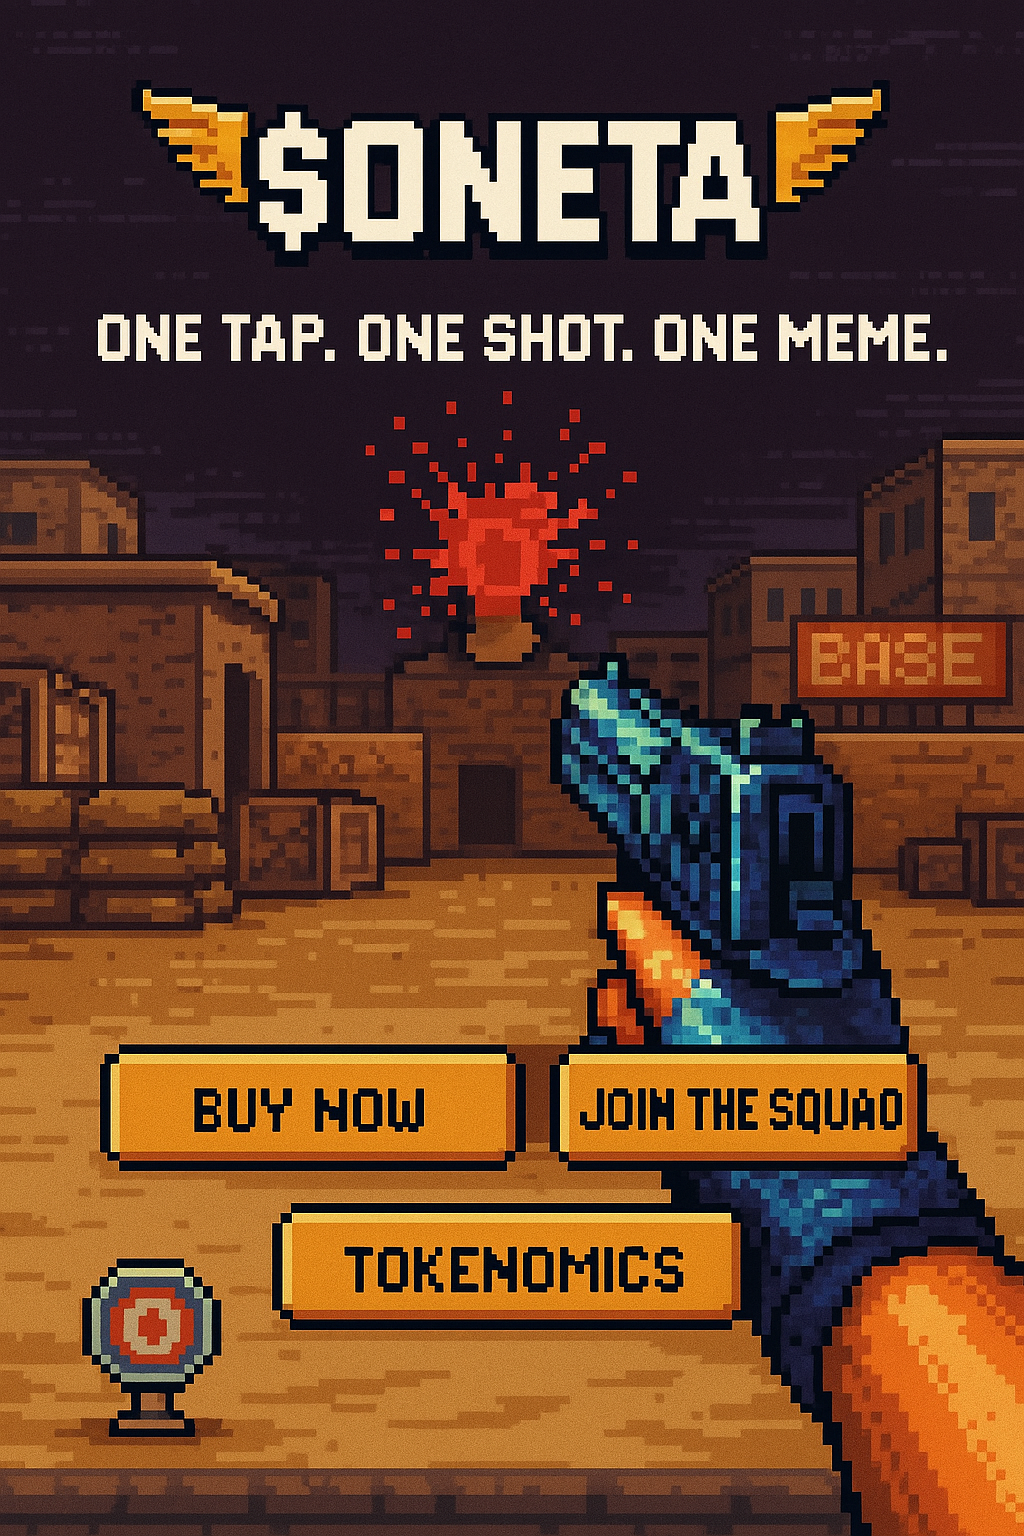 $ONETA
ONE TAP. ONE SHOT. ONE MEME.
BASE
BUY NOW
JOIN THE SQUAD
TOKENOMICS